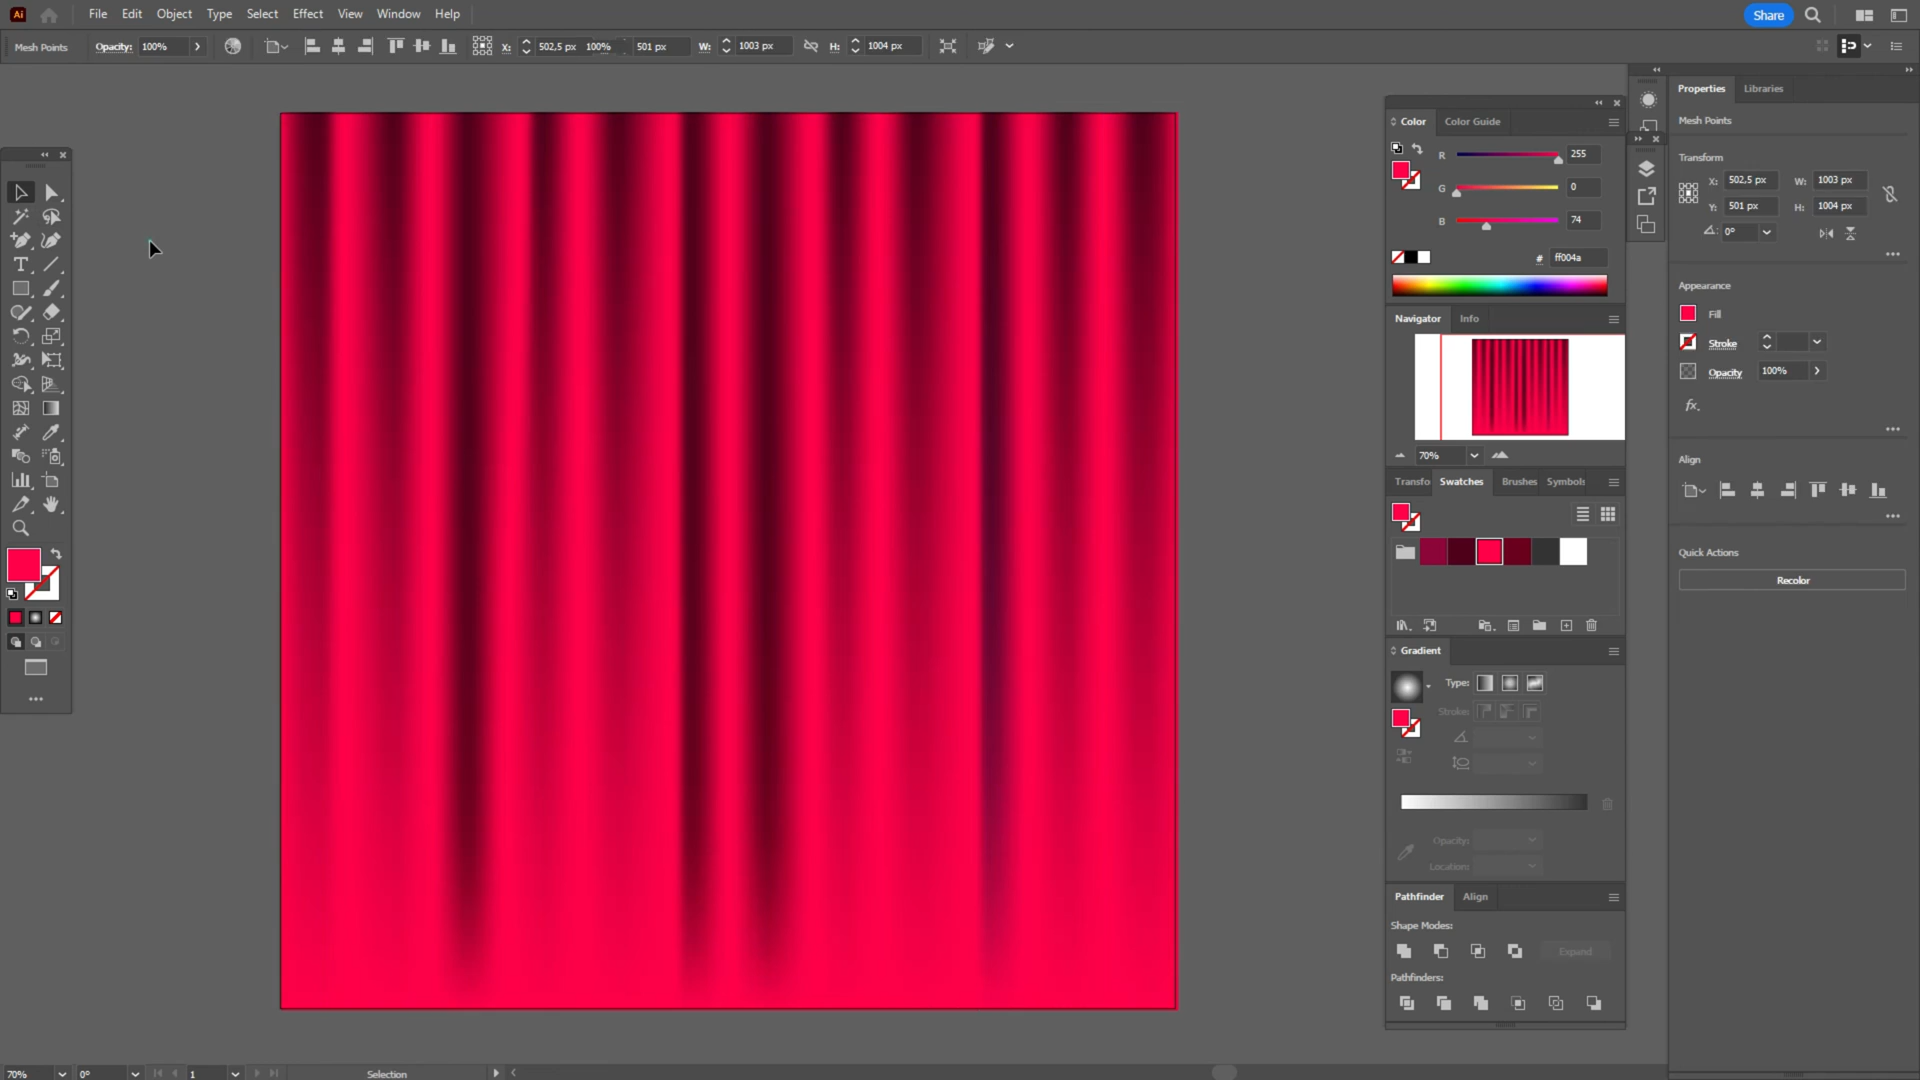 Ai File Edit Object Type Select Effect View Window Help Share
Mesh Points Opacity: 100% X: 502,5 px 100% 501 px W: 1003 px H: 1004 px
Properties Libraries
Mesh Points
Transform
X: 502,5 px W: 1003 px
Y: 501 px H: 1004 px
0°
Appearance
Fill
Stroke
Opacity 100%
fx.
Align
Quick Actions
Recolor
Color Color Guide
R 255
G 0
B 74
# ff004a
Navigator Info
70%
Transfo Swatches Brushes Symbols
Gradient
Type:
Stroke:
Opacity:
Location:
Pathfinder Align
Shape Modes:
Expand
Pathfinders:
70% 0° 1 Selection